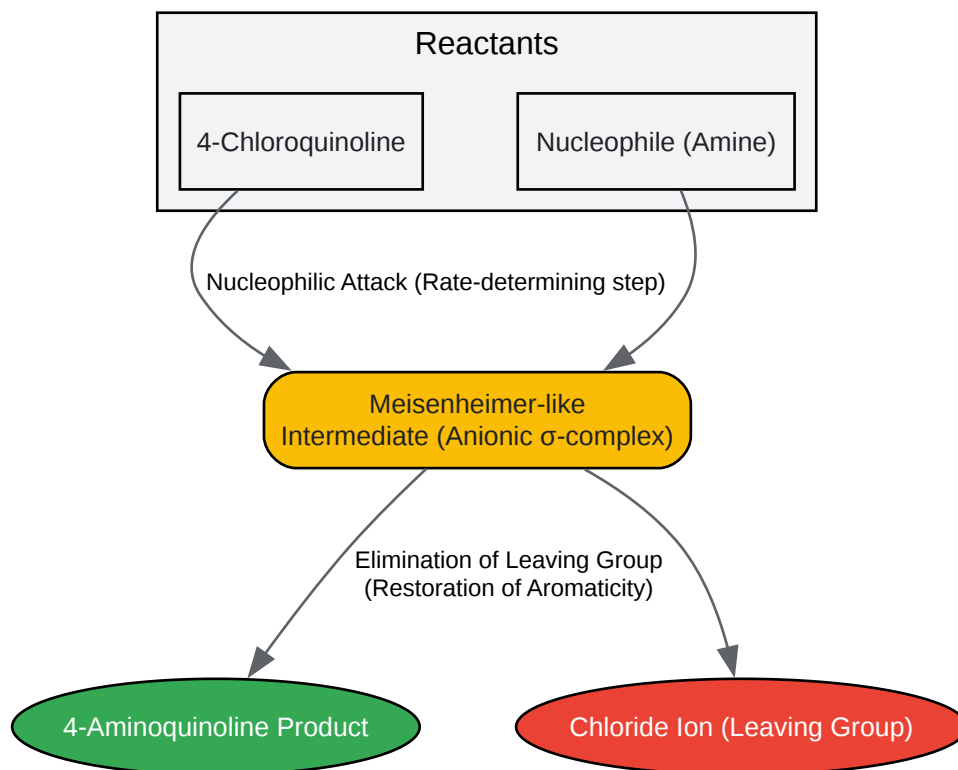 Reactants
4-Chloroquinoline
Nucleophile (Amine)
Nucleophilic Attack (Rate-determining step)
Meisenheimer-like
Intermediate (Anionic σ-complex)
Elimination of Leaving Group
(Restoration of Aromaticity)
4-Aminoquinoline Product
Chloride Ion (Leaving Group)